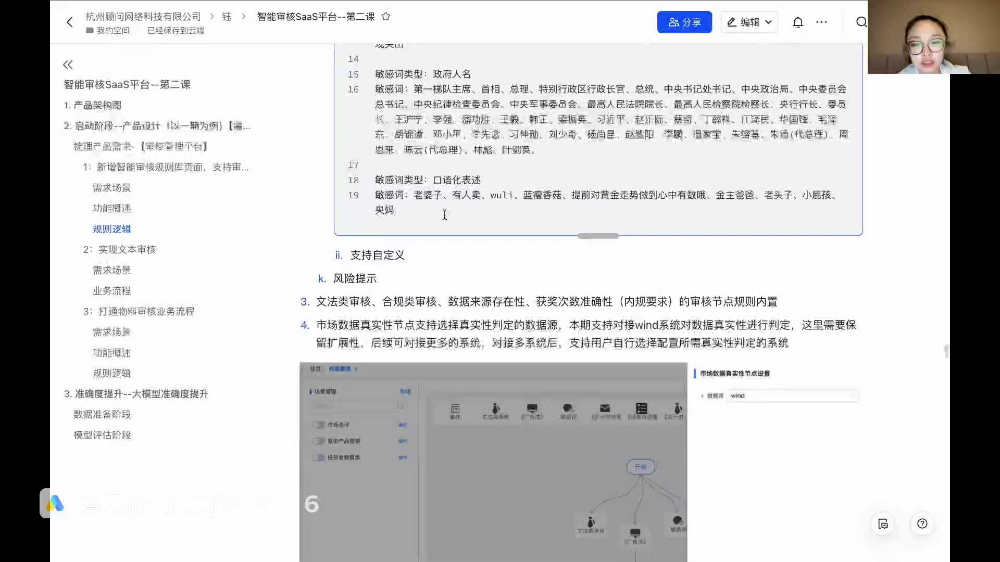 杭州顾问网络科技有限公司 > 钰 > 智能审核SaaS平台--第二课
我的空间 已经保存到云端
分享
编辑
智能审核SaaS平台--第二课
1. 产品架构图
2. 启动阶段--产品设计（以一期为例）【需...
梳理产品需求-【审核管理平台】
1：新增智能审核规则库页面，支持审...
需求场景
功能概述
规则逻辑
2：实现文本审核
需求场景
业务流程
3：打通物料审核业务流程
需求场景
功能概述
规则逻辑
3. 准确度提升--大模型准确度提升
数据准备阶段
模型评估阶段
14
15 敏感词类型：政府人名
16 敏感词：第一梯队主席、首相、总理、特别行政区行政长官、总统、中央书记处书记、中央政治局、中央委员会
总书记、中央纪律检查委员会、中央军事委员会、最高人民法院院长、最高人民检察院检察长、央行行长、委员
长、王沪宁、李强、潘功胜、王毅、韩正、梁振英、习近平、赵乐际、蔡奇、丁薛祥、江泽民、华国锋、毛泽
东、胡锦涛、邓小平、李先念、习仲勋、刘少奇、杨尚昆、赵紫阳 李鹏、温家宝、朱镕基、朱德(代总理)、周
恩来、陈云(代总理)、林彪、叶剑英。
17
18 敏感词类型：口语化表述
19 敏感词：老婆子、有人卖、wuli、蓝瘦香菇、提前对黄金走势做到心中有数哦、金主爸爸、老头子、小屁孩、
央妈
ii. 支持自定义
k. 风险提示
3. 文法类审核、合规类审核、数据来源存在性、获奖次数准确性（内规要求）的审核节点规则内置
4. 市场数据真实性节点支持选择真实性判定的数据源，本期支持对接wind系统对数据真实性进行判定，这里需要保
留扩展性，后续可对接更多的系统，对接多系统后，支持用户自行选择配置所需真实性判定的系统
场景管理 新增
市场点评 操作
基金产品营销 操作
投资者教育类 操作
事件 文法类审核 《广告法》 敏感词
开始
文法类审核
《广告法》
敏感词
市场数据真实性节点设置
数据源 wind
6